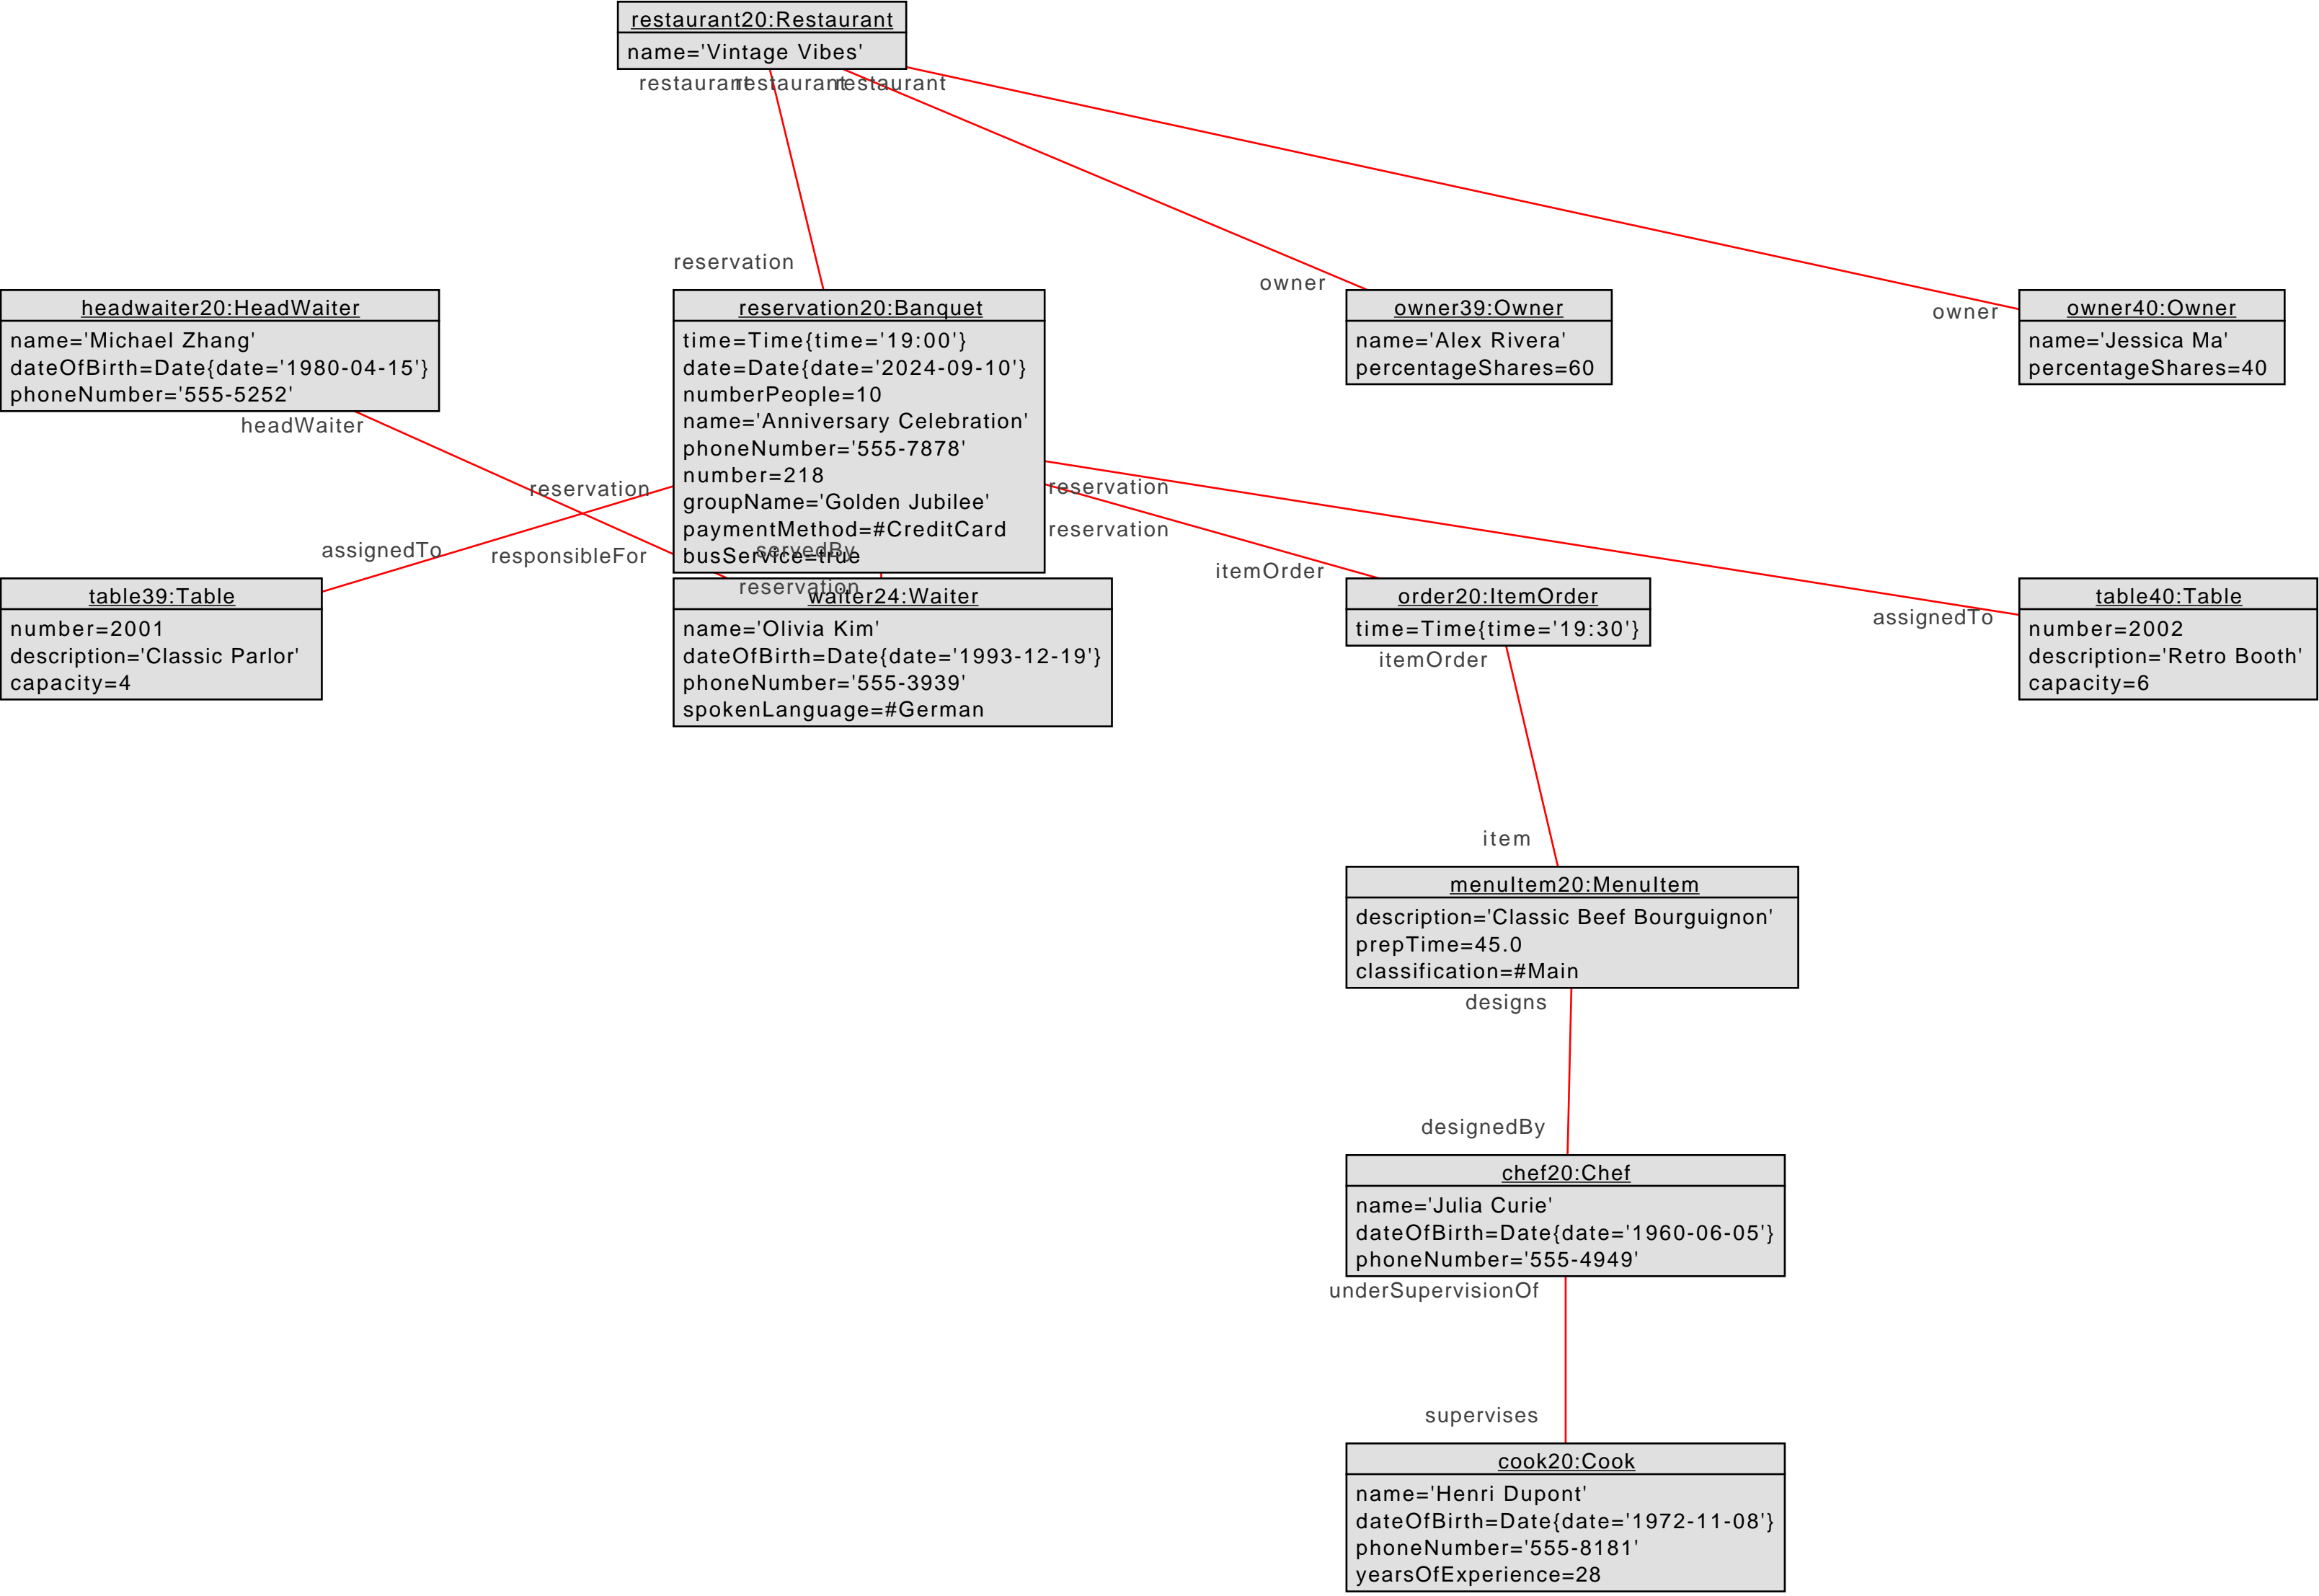 restaurant20:Restaurant
name='Vintage Vibes'
restaurant
restaurant
restaurant
reservation
owner
owner
headwaiter20:HeadWaiter
name='Michael Zhang'
dateOfBirth=Date{date='1980-04-15'}
phoneNumber='555-5252'
headWaiter
reservation20:Banquet
time=Time{time='19:00'}
date=Date{date='2024-09-10'}
numberPeople=10
name='Anniversary Celebration'
phoneNumber='555-7878'
number=218
groupName='Golden Jubilee'
paymentMethod=#CreditCard
busService=true
owner39:Owner
name='Alex Rivera'
percentageShares=60
owner40:Owner
name='Jessica Ma'
percentageShares=40
reservation
reservation
reservation
assignedTo
responsibleFor
servedBy
reservation
itemOrder
assignedTo
table39:Table
number=2001
description='Classic Parlor'
capacity=4
waiter24:Waiter
name='Olivia Kim'
dateOfBirth=Date{date='1993-12-19'}
phoneNumber='555-3939'
spokenLanguage=#German
order20:ItemOrder
time=Time{time='19:30'}
itemOrder
table40:Table
number=2002
description='Retro Booth'
capacity=6
item
menuItem20:MenuItem
description='Classic Beef Bourguignon'
prepTime=45.0
classification=#Main
designs
designedBy
chef20:Chef
name='Julia Curie'
dateOfBirth=Date{date='1960-06-05'}
phoneNumber='555-4949'
underSupervisionOf
supervises
cook20:Cook
name='Henri Dupont'
dateOfBirth=Date{date='1972-11-08'}
phoneNumber='555-8181'
yearsOfExperience=28